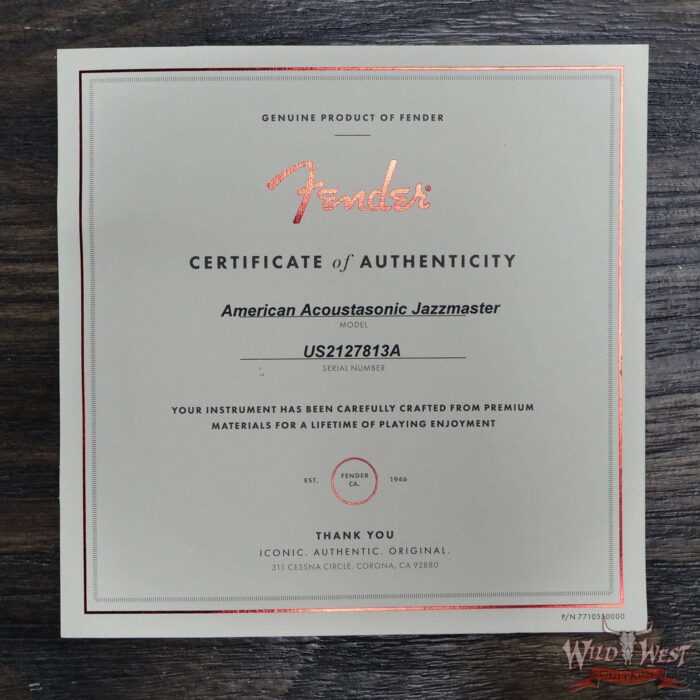 GENUINE PRODUCT OF FENDER
Fender®
CERTIFICATE of AUTHENTICITY
American Acoustasonic Jazzmaster
MODEL
US2127813A
SERIAL NUMBER
YOUR INSTRUMENT HAS BEEN CAREFULLY CRAFTED FROM PREMIUM
MATERIALS FOR A LIFETIME OF PLAYING ENJOYMENT
EST. FENDER CA. 1946
THANK YOU
ICONIC. AUTHENTIC. ORIGINAL.
311 CESSNA CIRCLE, CORONA, CA 92880
P/N 7710550000
WILD WEST
GUITARS